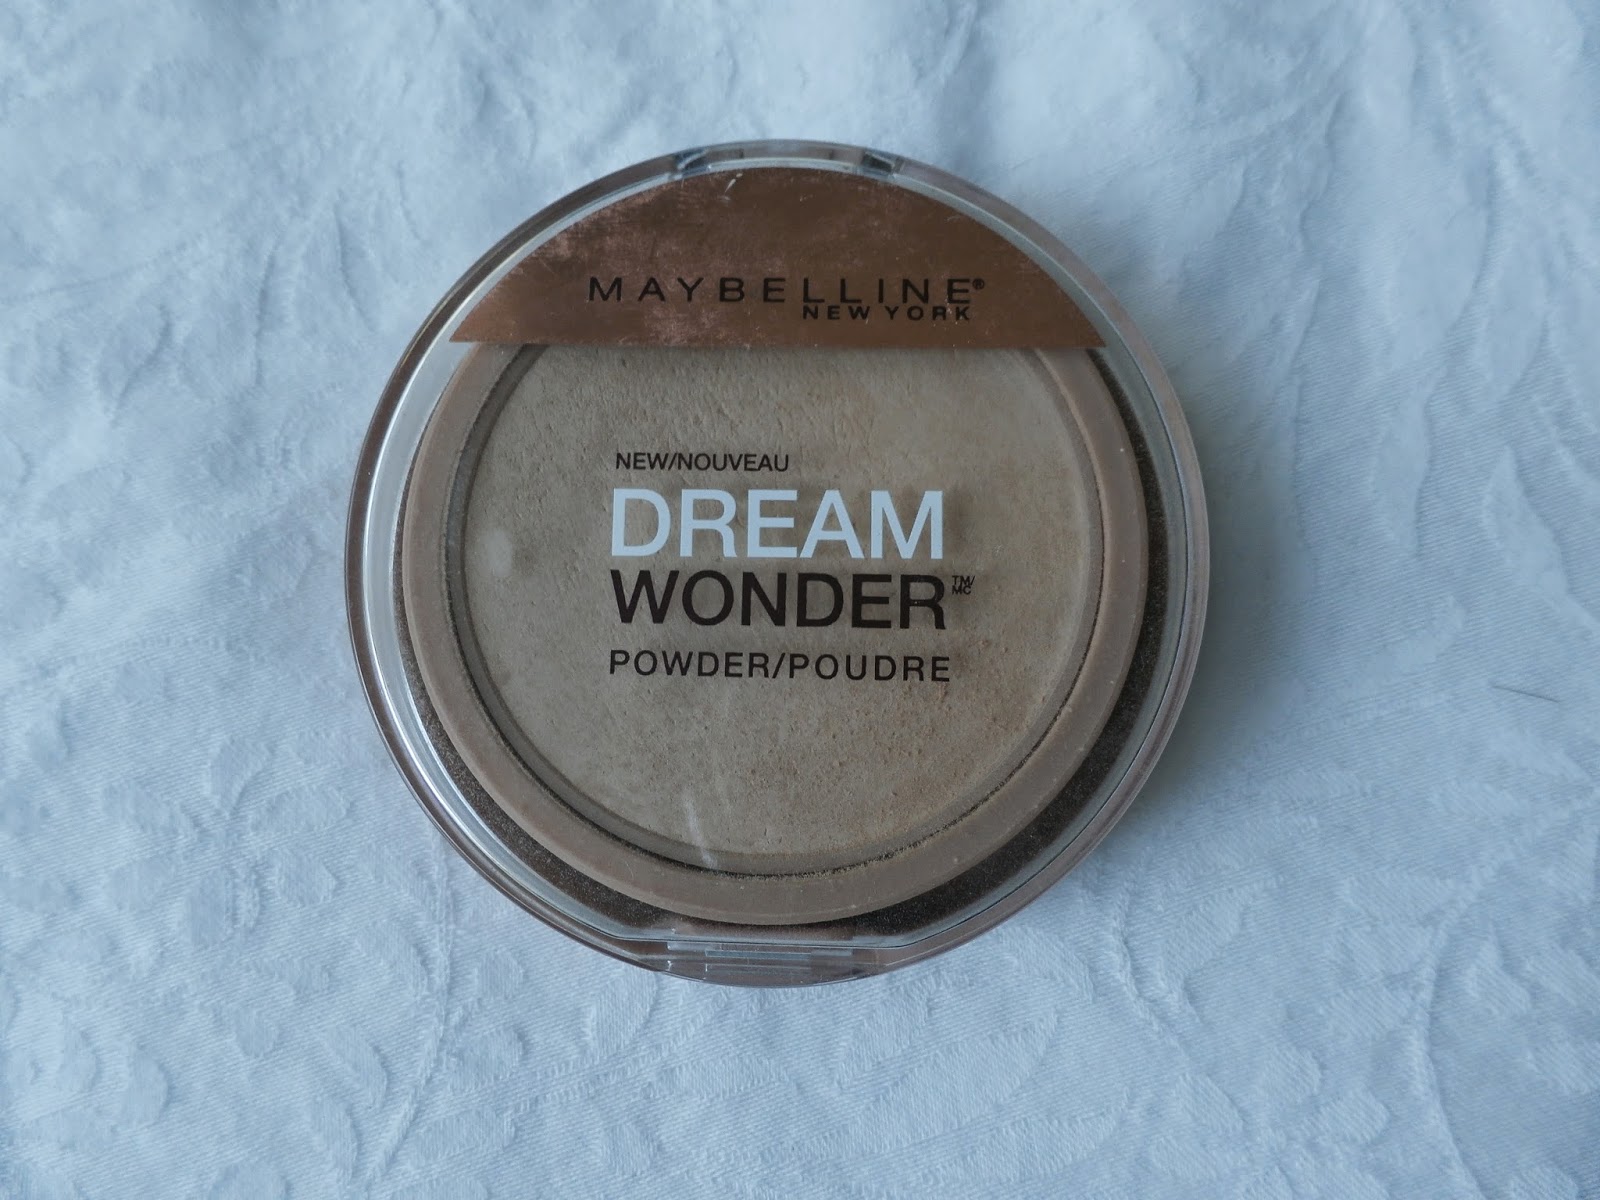 MAYBELLINE®
NEW YORK
NEW/NOUVEAU
DREAM
WONDER™/MC
POWDER/POUDRE